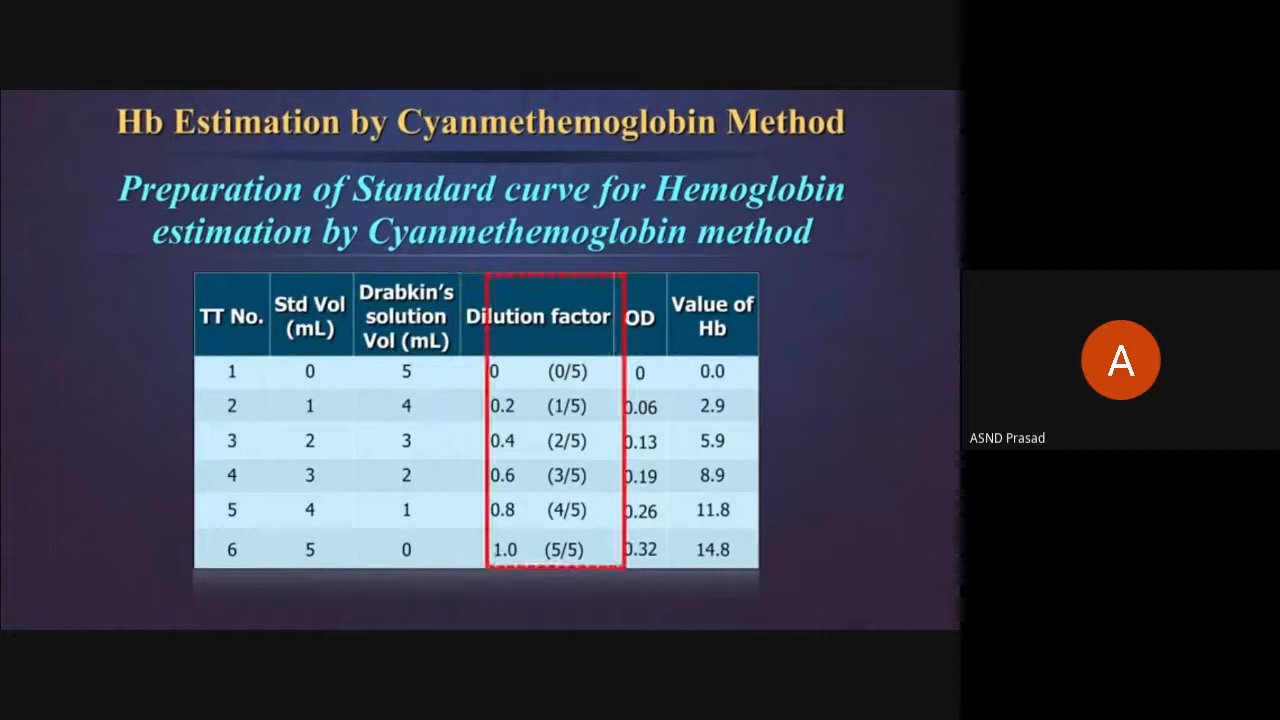 Hb Estimation by Cyanmethemoglobin Method
Preparation of Standard curve for Hemoglobin
estimation by Cyanmethemoglobin method
TT No. Std Vol (mL) Drabkin's solution Vol (mL) Dilution factor OD Value of Hb
1 0 5 0 (0/5) 0 0.0
2 1 4 0.2 (1/5) 0.06 2.9
3 2 3 0.4 (2/5) 0.13 5.9
4 3 2 0.6 (3/5) 0.19 8.9
5 4 1 0.8 (4/5) 0.26 11.8
6 5 0 1.0 (5/5) 0.32 14.8
A
ASND Prasad